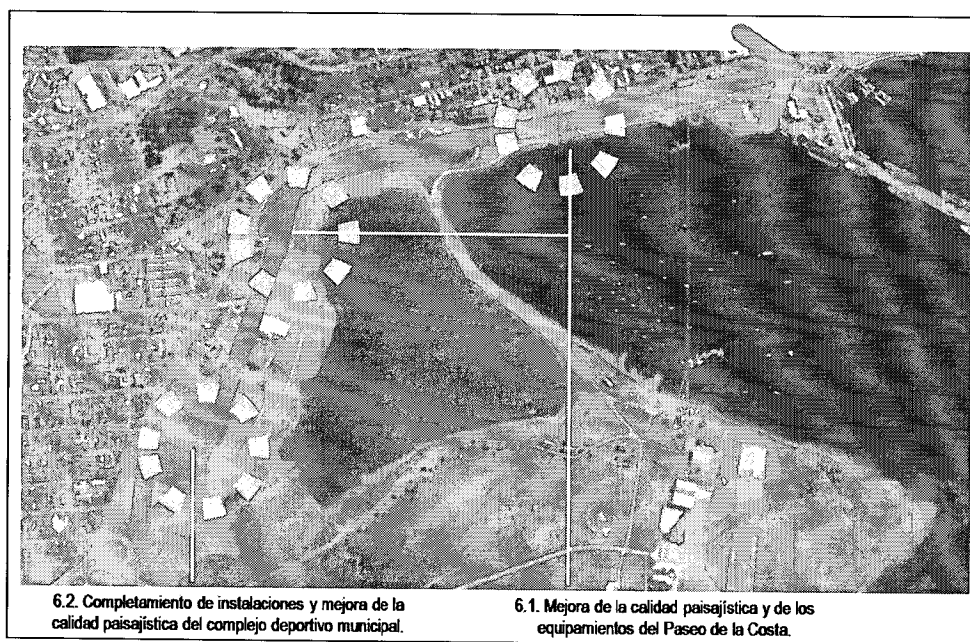 6.2. Completamiento de instalaciones y mejora de la
calidad paisajística del complejo deportivo municipal.
6.1. Mejora de la calidad paisajística y de los
equipamientos del Paseo de la Costa.